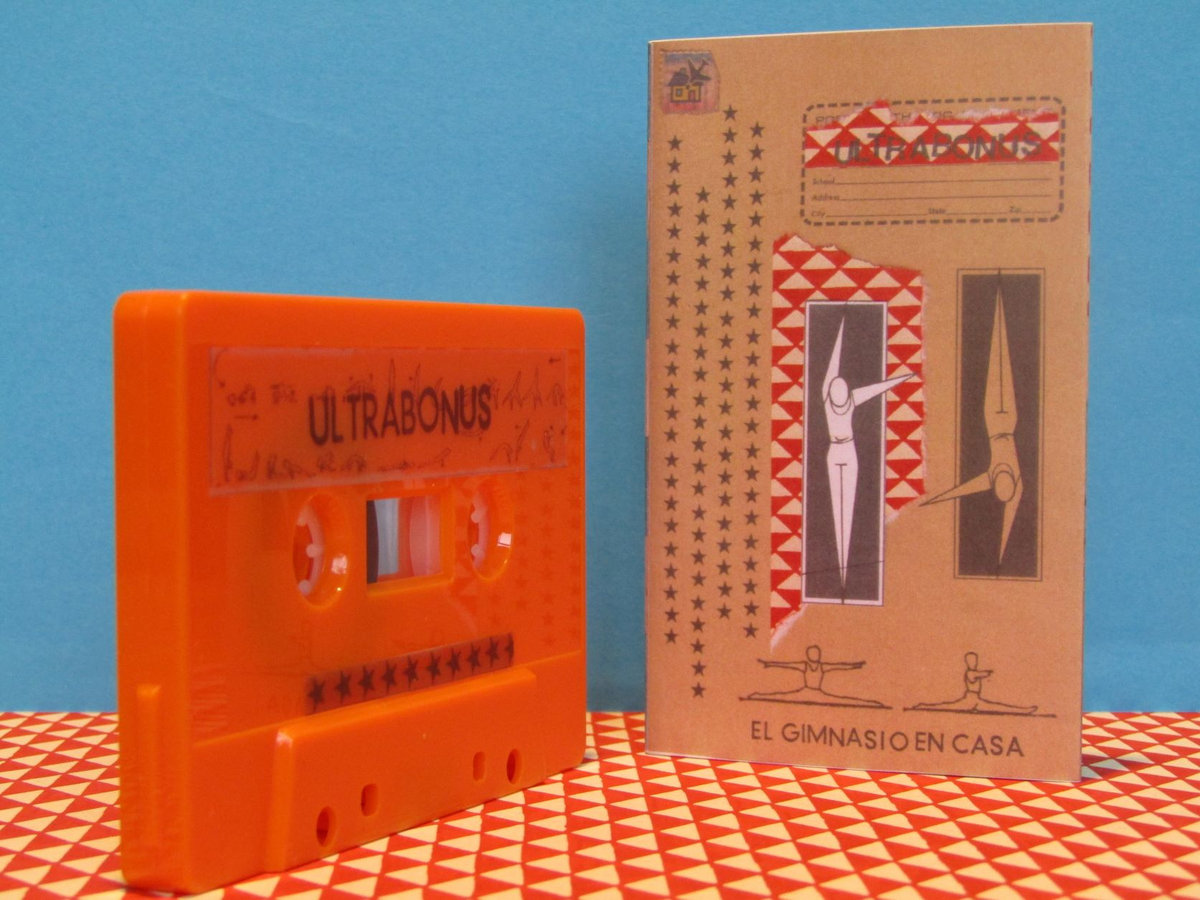 ULTRABONUS
ULTRABONUS
School
Address
City State Zip
EL GIMNASIO EN CASA